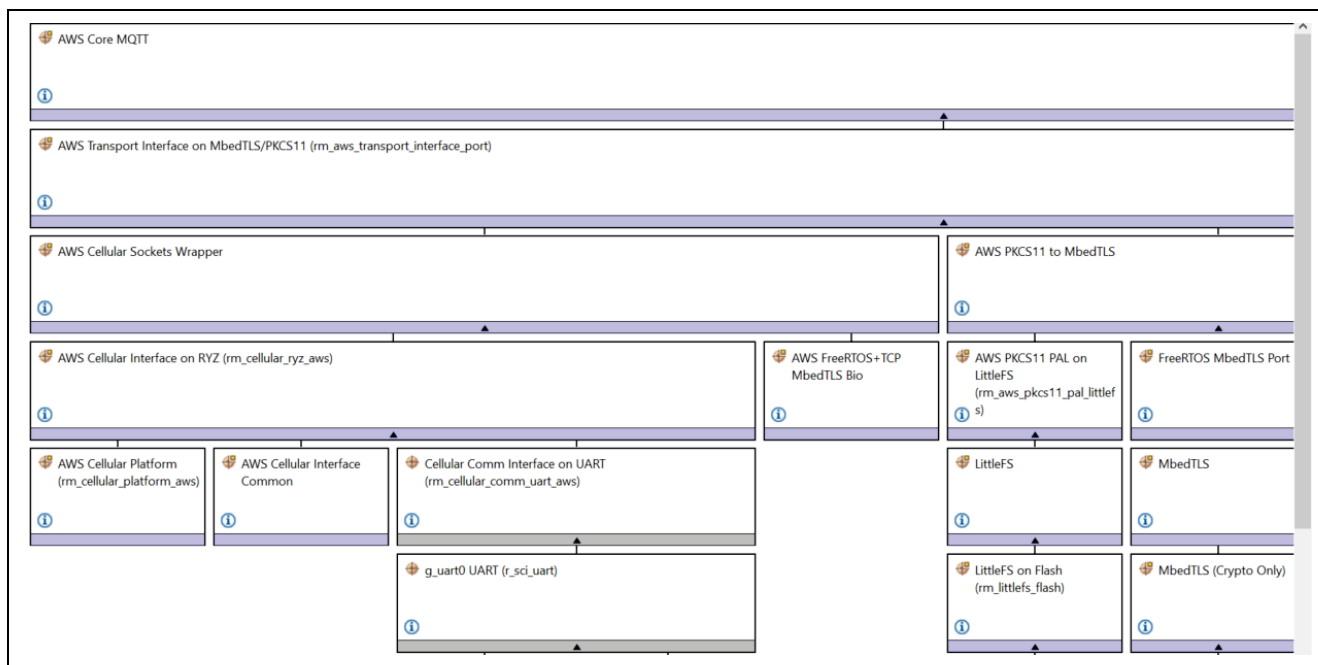 AWS Core MQTT
AWS Transport Interface on MbedTLS/PKCS11 (rm_aws_transport_interface_port)
AWS Cellular Sockets Wrapper
AWS PKCS11 to MbedTLS
AWS Cellular Interface on RYZ (rm_cellular_ryz_aws)
AWS FreeRTOS+TCP
MbedTLS Bio
AWS PKCS11 PAL on
LittleFS
(rm_aws_pkcs11_pal_littlef
s)
FreeRTOS MbedTLS Port
AWS Cellular Platform
(rm_cellular_platform_aws)
AWS Cellular Interface
Common
Cellular Comm Interface on UART
(rm_cellular_comm_uart_aws)
LittleFS
MbedTLS
g_uart0 UART (r_sci_uart)
LittleFS on Flash
(rm_littlefs_flash)
MbedTLS (Crypto Only)